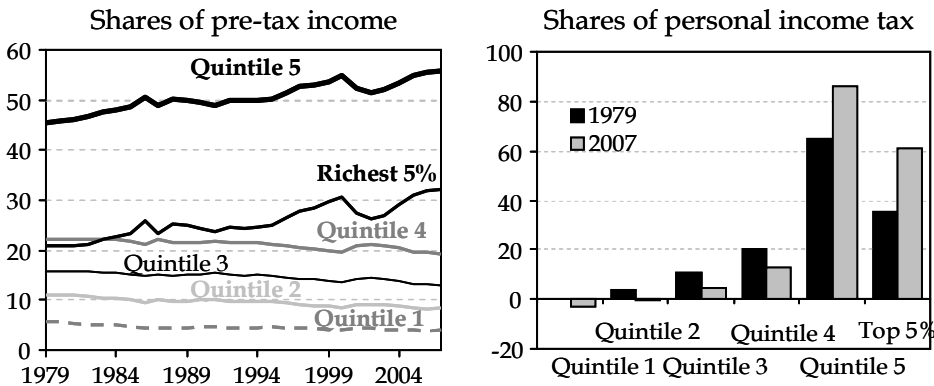 Shares of pre-tax income
60
50
40
30
20
10
0
Quintile 5
Richest 5%
Quintile 4
Quintile 3
Quintile 2
Quintile 1
1979 1984 1989 1994 1999 2004
Shares of personal income tax
100
80
60
40
20
0
-20
1979
2007
Quintile 2 Quintile 4 Top 5%
Quintile 1 Quintile 3 Quintile 5